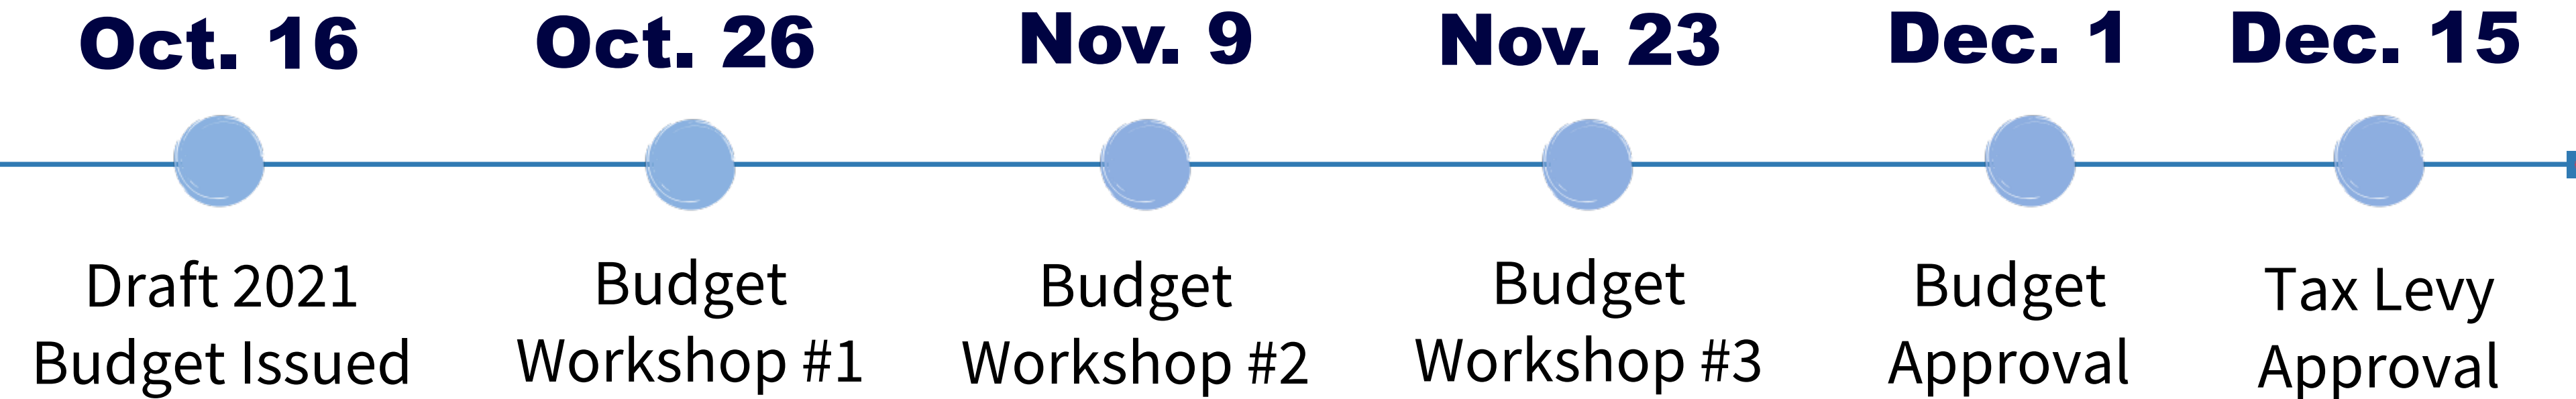 Oct. 16
Oct. 26
Nov. 9
Nov. 23
Dec. 1
Dec. 15
Draft 2021
Budget Issued
Budget
Workshop #1
Budget
Workshop #2
Budget
Workshop #3
Budget
Approval
Tax Levy
Approval